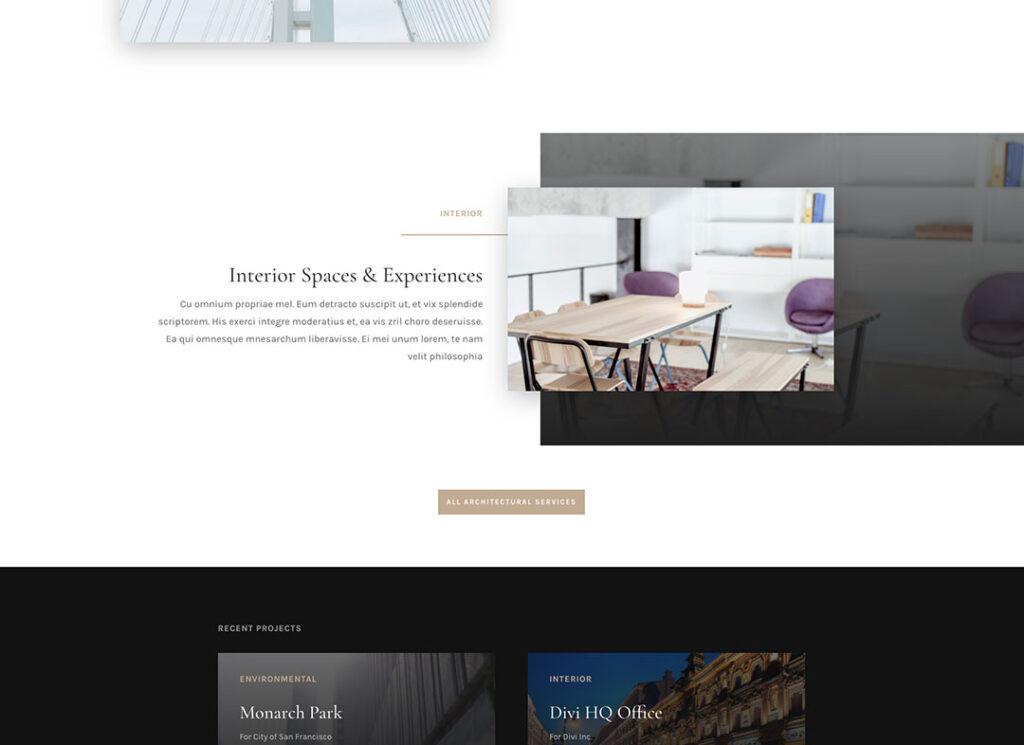 INTERIOR
Interior Spaces & Experiences
Cu omnium propriae mel. Eum detracto suscipit ut, et vix splendide
scriptorem. His exerci integre moderatius et, ea vis zril choro deseruisse.
Ea qui omnesque mnesarchum liberavisse. Ei mei unum lorem, te nam
velit philosophia
ALL ARCHITECTURAL SERVICES
RECENT PROJECTS
ENVIRONMENTAL
Monarch Park
For City of San Francisco
INTERIOR
Divi HQ Office
For Divi Inc.